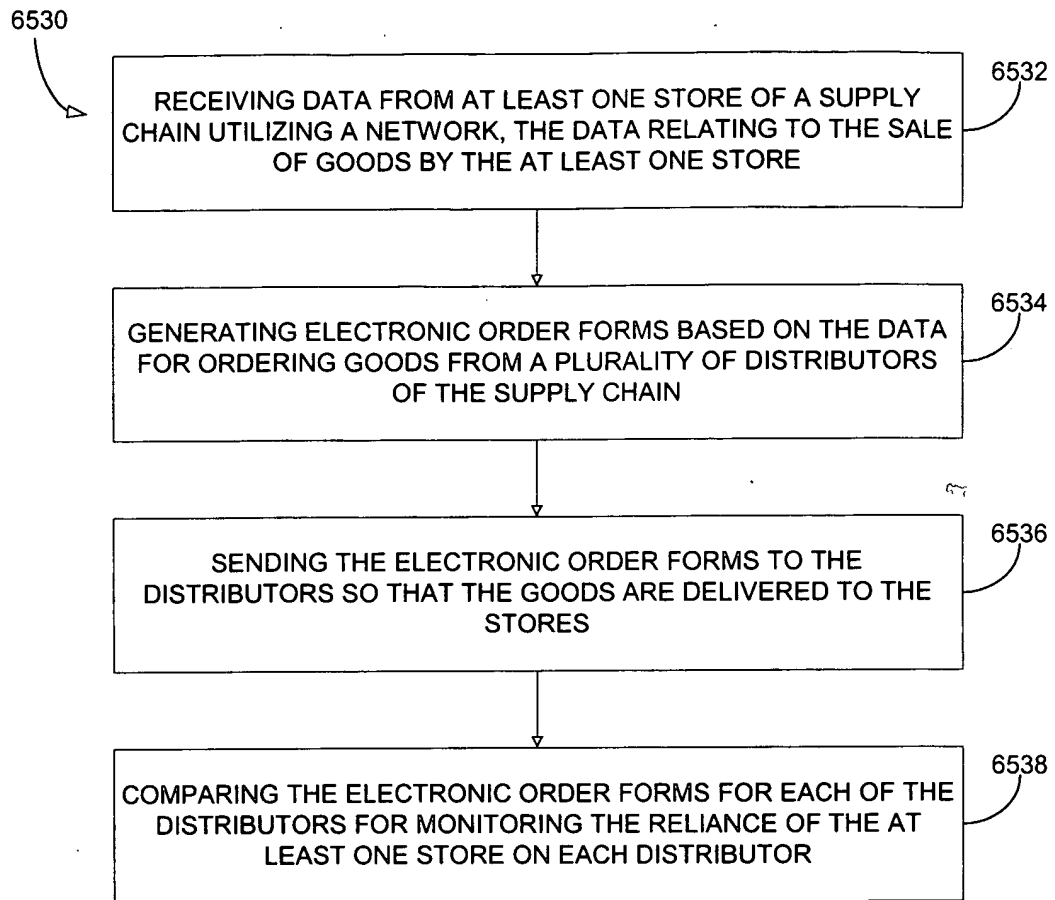 6530
6532
RECEIVING DATA FROM AT LEAST ONE STORE OF A SUPPLY
CHAIN UTILIZING A NETWORK, THE DATA RELATING TO THE SALE
OF GOODS BY THE AT LEAST ONE STORE
6534
GENERATING ELECTRONIC ORDER FORMS BASED ON THE DATA
FOR ORDERING GOODS FROM A PLURALITY OF DISTRIBUTORS
OF THE SUPPLY CHAIN
6536
SENDING THE ELECTRONIC ORDER FORMS TO THE
DISTRIBUTORS SO THAT THE GOODS ARE DELIVERED TO THE
STORES
6538
COMPARING THE ELECTRONIC ORDER FORMS FOR EACH OF THE
DISTRIBUTORS FOR MONITORING THE RELIANCE OF THE AT
LEAST ONE STORE ON EACH DISTRIBUTOR